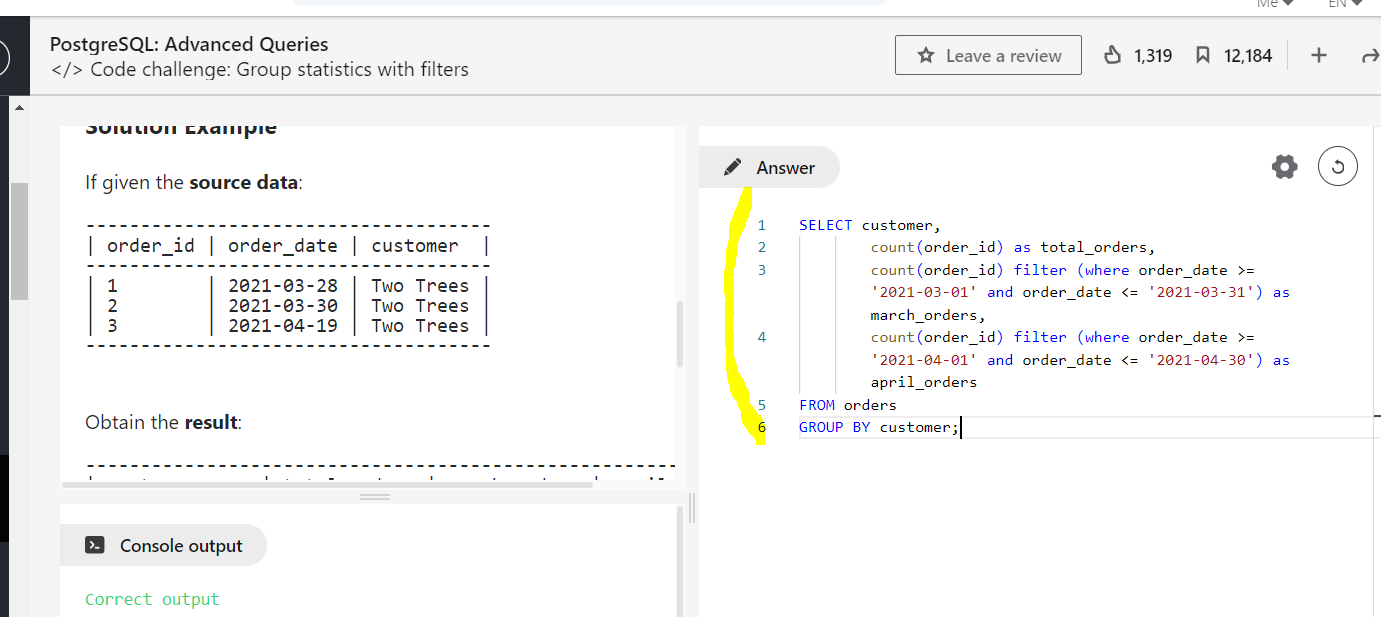 Me EN
PostgreSQL: Advanced Queries
</> Code challenge: Group statistics with filters
Leave a review 1,319 12,184
Solution Example
If given the source data:
---------------------------------------
| order_id | order_date | customer |
---------------------------------------
| 1 | 2021-03-28 | Two Trees |
| 2 | 2021-03-30 | Two Trees |
| 3 | 2021-04-19 | Two Trees |
---------------------------------------
Obtain the result:
Console output
Correct output
Answer
1 SELECT customer,
2 count(order_id) as total_orders,
3 count(order_id) filter (where order_date >=
'2021-03-01' and order_date <= '2021-03-31') as
march_orders,
4 count(order_id) filter (where order_date >=
'2021-04-01' and order_date <= '2021-04-30') as
april_orders
5 FROM orders
6 GROUP BY customer;